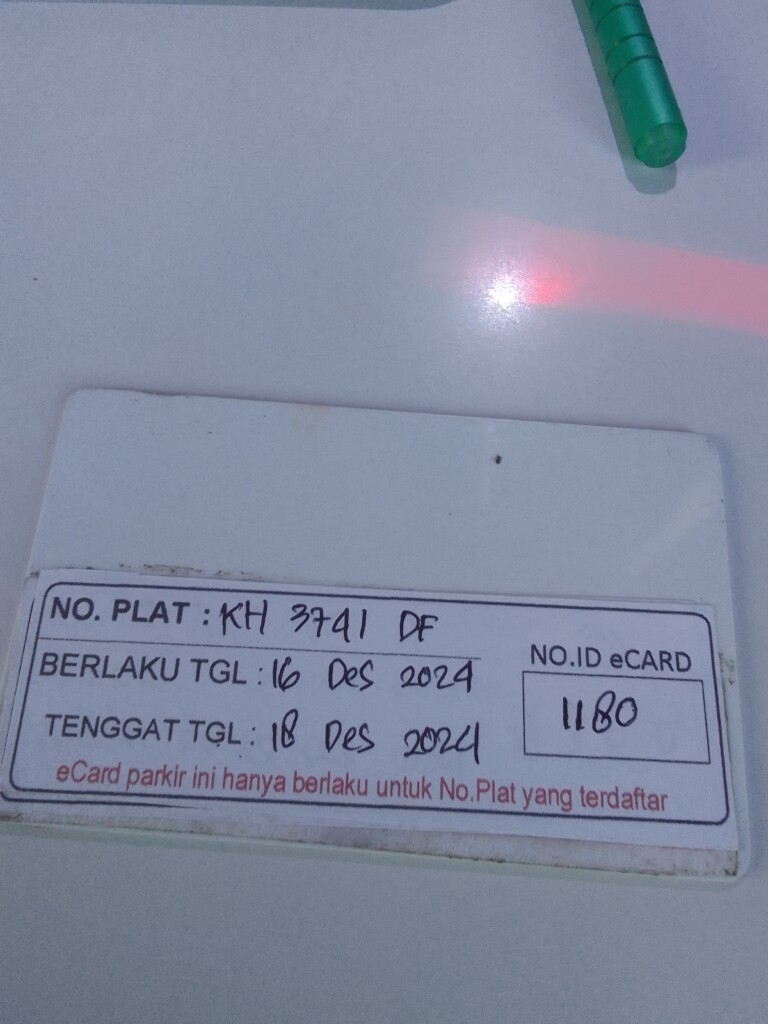 NO. PLAT : KH 3741 DF
BERLAKU TGL : 16 Des 2024
TENGGAT TGL : 18 Des 2024
NO.ID eCARD
1180
eCard parkir ini hanya berlaku untuk No.Plat yang terdaftar